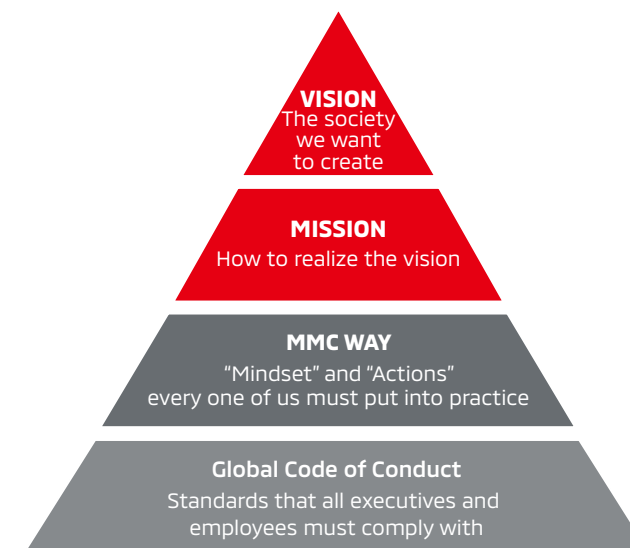 VISION
The society
we want
to create
MISSION
How to realize the vision
MMC WAY
“Mindset” and “Actions”
every one of us must put into practice
Global Code of Conduct
Standards that all executives and
employees must comply with